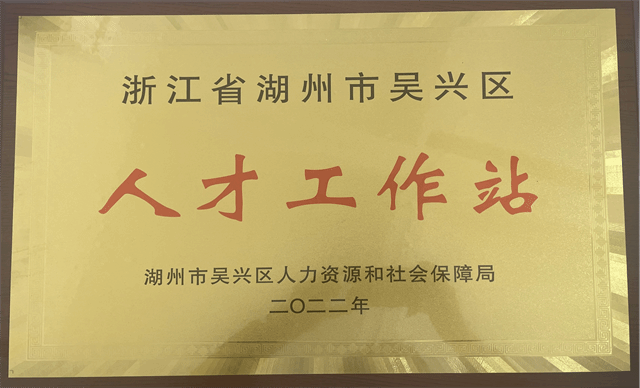 浙江省湖州市吴兴区
人才工作站
湖州市吴兴区人力资源和社会保障局
二〇二二年